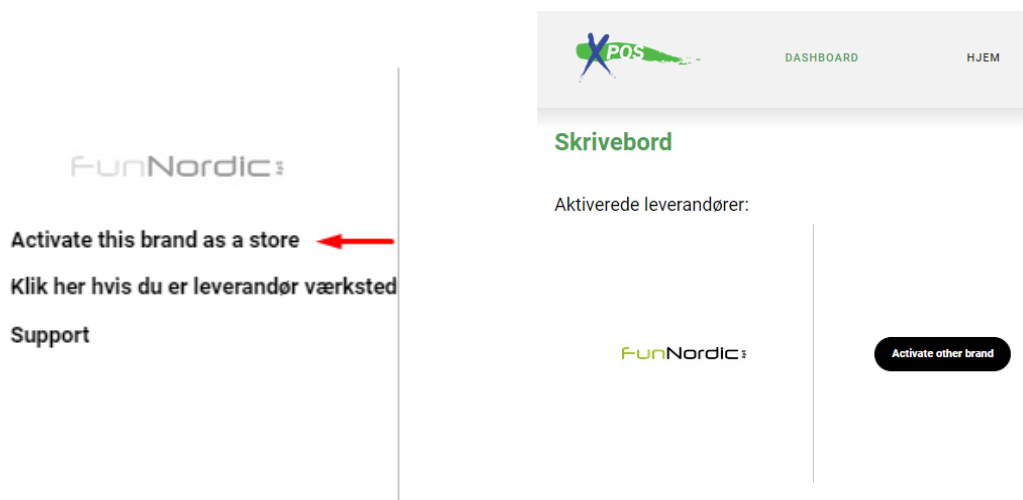 FunNordic
Activate this brand as a store
Klik her hvis du er leverandør værksted
Support
XPOS
DASHBOARD
HJEM
Skrivebord
Aktiverede leverandører:
FunNordic
Activate other brand